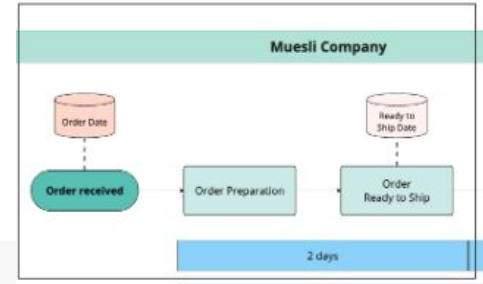 Muesli Company
Order Date
Ready to
Ship Date
Order received
Order Preparation
Order
Ready to Ship
2 days